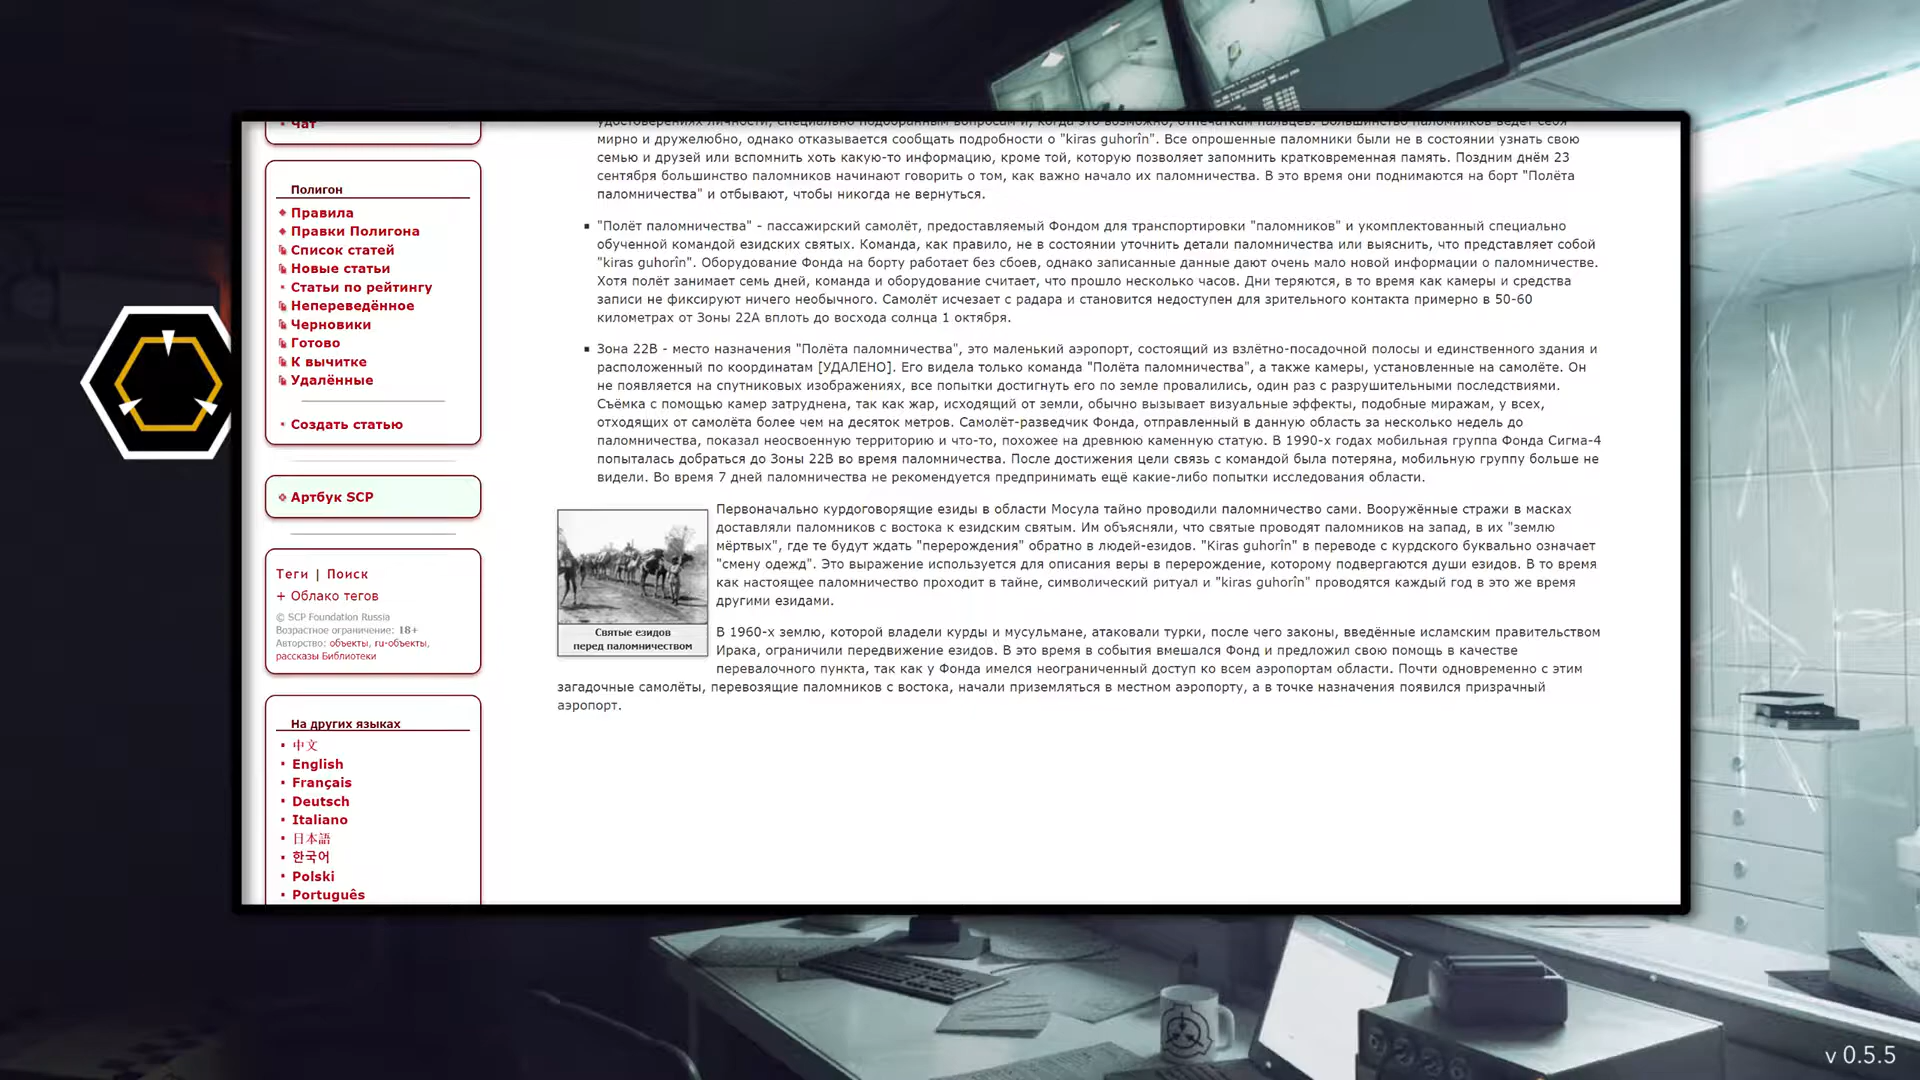 Чат
Полигон
Правила
Правки Полигона
Список статей
Новые статьи
Статьи по рейтингу
Непереведённое
Черновики
Готово
К вычитке
Удалённые
Создать статью
Артбук SCP
Теги | Поиск
+ Облако тегов
© SCP Foundation Russia
Возрастное ограничение: 18+
Авторство: объекты, ru-объекты,
рассказы Библиотеки
На других языках
中文
English
Français
Deutsch
Italiano
日本語
한국어
Polski
Português
удостоверениях личности, специально подобранным вопросам и, когда это возможно, отпечаткам пальцев. Большинство паломников ведёт себя
мирно и дружелюбно, однако отказывается сообщать подробности о "kiras guhorîn". Все опрошенные паломники были не в состоянии узнать свою
семью и друзей или вспомнить хоть какую-то информацию, кроме той, которую позволяет запомнить кратковременная память. Поздним днём 23
сентября большинство паломников начинают говорить о том, как важно начало их паломничества. В это время они поднимаются на борт "Полёта
паломничества" и отбывают, чтобы никогда не вернуться.
"Полёт паломничества" - пассажирский самолёт, предоставляемый Фондом для транспортировки "паломников" и укомплектованный специально
обученной командой езидских святых. Команда, как правило, не в состоянии уточнить детали паломничества или выяснить, что представляет собой
"kiras guhorîn". Оборудование Фонда на борту работает без сбоев, однако записанные данные дают очень мало новой информации о паломничестве.
Хотя полёт занимает семь дней, команда и оборудование считает, что прошло несколько часов. Дни теряются, в то время как камеры и средства
записи не фиксируют ничего необычного. Самолёт исчезает с радара и становится недоступен для зрительного контакта примерно в 50-60
километрах от Зоны 22А вплоть до восхода солнца 1 октября.
Зона 22В - место назначения "Полёта паломничества", это маленький аэропорт, состоящий из взлётно-посадочной полосы и единственного здания и
расположенный по координатам [УДАЛЕНО]. Его видела только команда "Полёта паломничества", а также камеры, установленные на самолёте. Он
не появляется на спутниковых изображениях, все попытки достигнуть его по земле провалились, один раз с разрушительными последствиями.
Съёмка с помощью камер затруднена, так как жар, исходящий от земли, обычно вызывает визуальные эффекты, подобные миражам, у всех,
отходящих от самолёта более чем на десяток метров. Самолёт-разведчик Фонда, отправленный в данную область за несколько недель до
паломничества, показал неосвоенную территорию и что-то, похожее на древнюю каменную статую. В 1990-х годах мобильная группа Фонда Сигма-4
попыталась добраться до Зоны 22В во время паломничества. После достижения цели связь с командой была потеряна, мобильную группу больше не
видели. Во время 7 дней паломничества не рекомендуется предпринимать ещё какие-либо попытки исследования области.
Святые езидов
перед паломничеством
Первоначально курдоговорящие езиды в области Мосула тайно проводили паломничество сами. Вооружённые стражи в масках
доставляли паломников с востока к езидским святым. Им объясняли, что святые проводят паломников на запад, в их "землю
мёртвых", где те будут ждать "перерождения" обратно в людей-езидов. "Kiras guhorîn" в переводе с курдского буквально означает
"смену одежд". Это выражение используется для описания веры в перерождение, которому подвергаются души езидов. В то время
как настоящее паломничество проходит в тайне, символический ритуал и "kiras guhorîn" проводятся каждый год в это же время
другими езидами.
В 1960-х землю, которой владели курды и мусульмане, атаковали турки, после чего законы, введённые исламским правительством
Ирака, ограничили передвижение езидов. В это время в события вмешался Фонд и предложил свою помощь в качестве
перевалочного пункта, так как у Фонда имелся неограниченный доступ ко всем аэропортам области. Почти одновременно с этим
загадочные самолёты, перевозящие паломников с востока, начали приземляться в местном аэропорту, а в точке назначения появился призрачный
аэропорт.
v 0.5.5